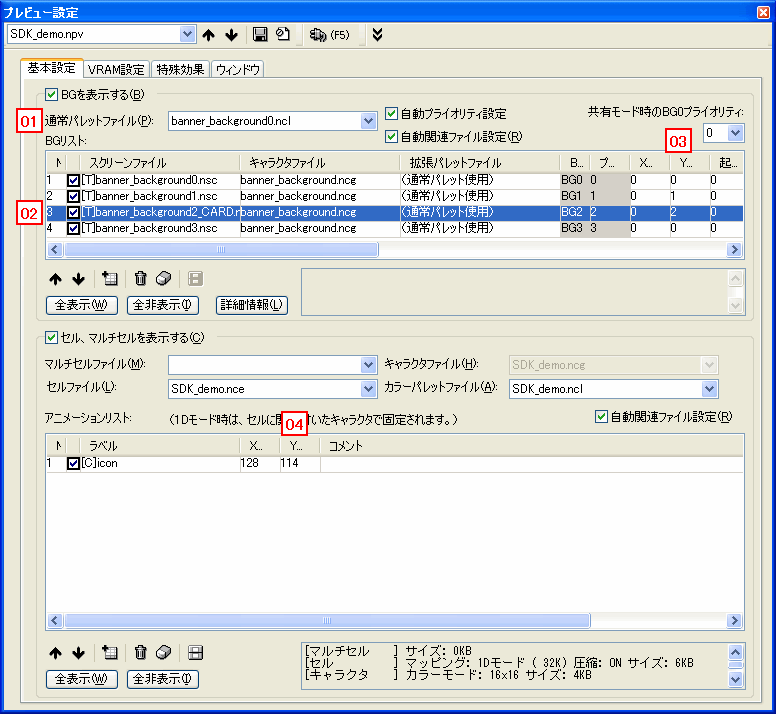 プレビュー設定
SDK_demo.npv (F5)
基本設定 VRAM設定 特殊効果 ウィンドウ
BGを表示する(B)
01 通常パレットファイル(P): banner_background0.ncl 自動プライオリティ設定 共有モード時のBG0プライオリティ:
BGリスト: 自動関連ファイル設定(R) 03 0
スクリーンファイル キャラクタファイル 拡張パレットファイル B... プ... X... Y... 起...
1 [T]banner_background0.nsc banner_background.ncg (通常パレット使用) BG0 0 0 0 0
2 [T]banner_background1.nsc banner_background.ncg (通常パレット使用) BG1 1 0 1 0
02 3 [T]banner_background2_CARD.n banner_background.ncg (通常パレット使用) BG2 2 0 2 0
4 [T]banner_background3.nsc banner_background.ncg (通常パレット使用) BG3 3 0 0 0
全表示(W) 全非表示(I) 詳細情報(L)
セル、マルチセルを表示する(C)
マルチセルファイル(M): キャラクタファイル(H): SDK_demo.ncg
セルファイル(L): SDK_demo.nce カラーパレットファイル(A): SDK_demo.ncl
アニメーションリスト: (1Dモード時は、セルに関 04 いたキャラクタで固定されます。) 自動関連ファイル設定(R)
ラベル X... Y... コメント
1 [C]icon 128 114
[マルチセル ] サイズ: 0KB
[セル ] マッピング: 1Dモード ( 32K) 圧縮: ON サイズ: 6KB
[キャラクタ ] カラーモード: 16x16 サイズ: 4KB
全表示(W) 全非表示(I)